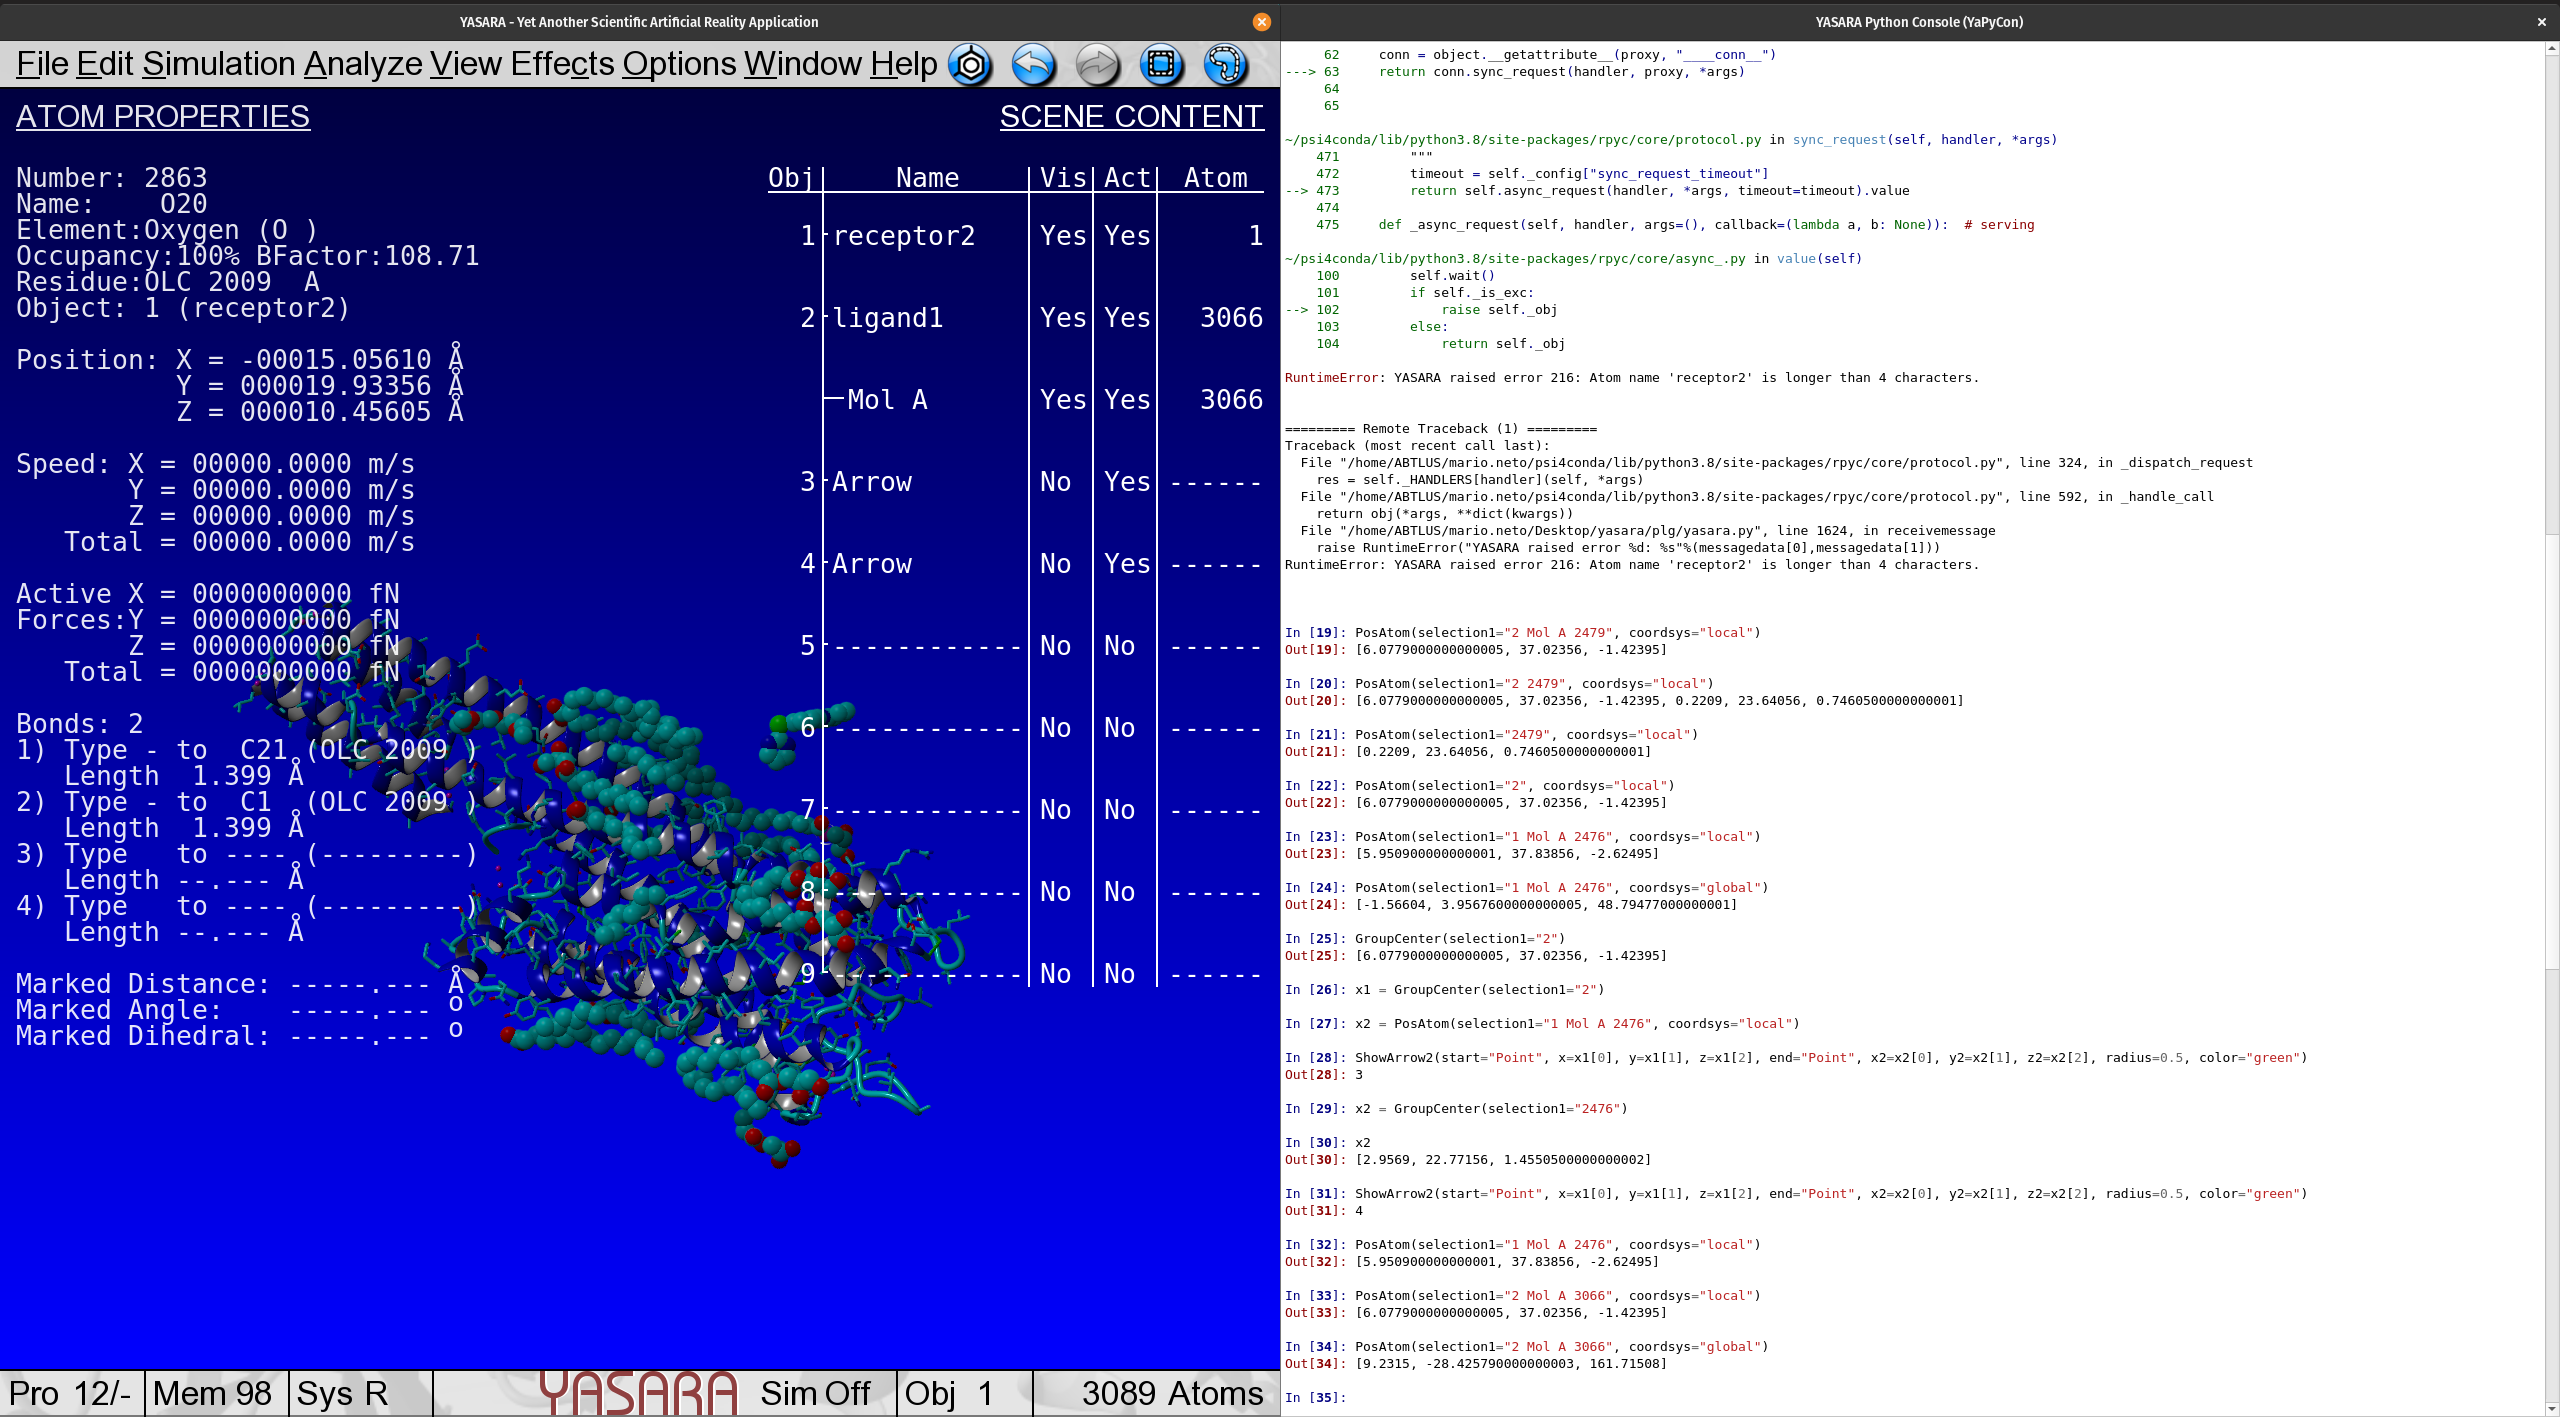 YASARA - Yet Another Scientific Artificial Reality Application
File Edit Simulation Analyze View Effects Options Window Help
ATOM PROPERTIES
Number: 2863
Name:    O20
Element:Oxygen (O )
Occupancy:100% BFactor:108.71
Residue:OLC 2009  A
Object: 1 (receptor2)
Position: X = -00015.05610 Å
Y = 000019.93356 Å
Z = 000010.45605 Å
Speed: X = 00000.0000 m/s
Y = 00000.0000 m/s
Z = 00000.0000 m/s
Total = 00000.0000 m/s
Active X = 0000000000 fN
Forces:Y = 0000000000 fN
Z = 0000000000 fN
Total = 0000000000 fN
Bonds: 2
1) Type - to  C21 (OLC 2009 )
Length  1.399 Å
2) Type - to  C1  (OLC 2009 )
Length  1.399 Å
3) Type   to ---- (---------)
Length --.--- Å
4) Type   to ---- (---------)
Length --.--- Å
Marked Distance: -----.--- Å
Marked Angle:    -----.--- o
Marked Dihedral: -----.--- o
SCENE CONTENT
Obj Name Vis Act Atom
1 receptor2 Yes Yes 1
2 ligand1 Yes Yes 3066
Mol A Yes Yes 3066
3 Arrow No Yes ------
4 Arrow No Yes ------
5 ------------ No No ------
6 ------------ No No ------
7 ------------ No No ------
8 ------------ No No ------
9 ------------ No No ------
Pro 12/- Mem 98 Sys R YASARA Sim Off Obj 1 3089 Atoms
YASARA Python Console (YaPyCon)
62     conn = object.__getattribute__(proxy, "____conn__")
---> 63     return conn.sync_request(handler, proxy, *args)
64
65
~/psi4conda/lib/python3.8/site-packages/rpyc/core/protocol.py in sync_request(self, handler, *args)
471         """
472         timeout = self._config["sync_request_timeout"]
--> 473         return self.async_request(handler, *args, timeout=timeout).value
474
475     def _async_request(self, handler, args=(), callback=(lambda a, b: None)):  # serving
~/psi4conda/lib/python3.8/site-packages/rpyc/core/async_.py in value(self)
100         self.wait()
101         if self._is_exc:
--> 102             raise self._obj
103         else:
104             return self._obj
RuntimeError: YASARA raised error 216: Atom name 'receptor2' is longer than 4 characters.
========= Remote Traceback (1) =========
Traceback (most recent call last):
File "/home/ABTLUS/mario.neto/psi4conda/lib/python3.8/site-packages/rpyc/core/protocol.py", line 324, in _dispatch_request
res = self._HANDLERS[handler](self, *args)
File "/home/ABTLUS/mario.neto/psi4conda/lib/python3.8/site-packages/rpyc/core/protocol.py", line 592, in _handle_call
return obj(*args, **dict(kwargs))
File "/home/ABTLUS/mario.neto/Desktop/yasara/plg/yasara.py", line 1624, in receivemessage
raise RuntimeError("YASARA raised error %d: %s"%(messagedata[0],messagedata[1]))
RuntimeError: YASARA raised error 216: Atom name 'receptor2' is longer than 4 characters.
In [19]: PosAtom(selection1="2 Mol A 2479", coordsys="local")
Out[19]: [6.0779000000000005, 37.02356, -1.42395]
In [20]: PosAtom(selection1="2 2479", coordsys="local")
Out[20]: [6.0779000000000005, 37.02356, -1.42395, 0.2209, 23.64056, 0.7460500000000001]
In [21]: PosAtom(selection1="2479", coordsys="local")
Out[21]: [0.2209, 23.64056, 0.7460500000000001]
In [22]: PosAtom(selection1="2", coordsys="local")
Out[22]: [6.0779000000000005, 37.02356, -1.42395]
In [23]: PosAtom(selection1="1 Mol A 2476", coordsys="local")
Out[23]: [5.950900000000001, 37.83856, -2.62495]
In [24]: PosAtom(selection1="1 Mol A 2476", coordsys="global")
Out[24]: [-1.56604, 3.9567600000000005, 48.79477000000001]
In [25]: GroupCenter(selection1="2")
Out[25]: [6.0779000000000005, 37.02356, -1.42395]
In [26]: x1 = GroupCenter(selection1="2")
In [27]: x2 = PosAtom(selection1="1 Mol A 2476", coordsys="local")
In [28]: ShowArrow2(start="Point", x=x1[0], y=x1[1], z=x1[2], end="Point", x2=x2[0], y2=x2[1], z2=x2[2], radius=0.5, color="green")
Out[28]: 3
In [29]: x2 = GroupCenter(selection1="2476")
In [30]: x2
Out[30]: [2.9569, 22.77156, 1.4550500000000002]
In [31]: ShowArrow2(start="Point", x=x1[0], y=x1[1], z=x1[2], end="Point", x2=x2[0], y2=x2[1], z2=x2[2], radius=0.5, color="green")
Out[31]: 4
In [32]: PosAtom(selection1="1 Mol A 2476", coordsys="local")
Out[32]: [5.950900000000001, 37.83856, -2.62495]
In [33]: PosAtom(selection1="2 Mol A 3066", coordsys="local")
Out[33]: [6.0779000000000005, 37.02356, -1.42395]
In [34]: PosAtom(selection1="2 Mol A 3066", coordsys="global")
Out[34]: [9.2315, -28.425790000000003, 161.71508]
In [35]: